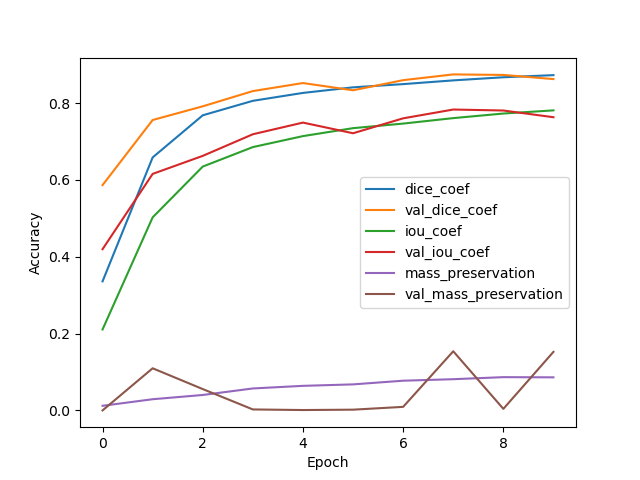 0.8
0.6
0.4
0.2
0.0
Accuracy
dice_coef
val_dice_coef
iou_coef
val_iou_coef
mass_preservation
val_mass_preservation
0 2 4 6 8
Epoch